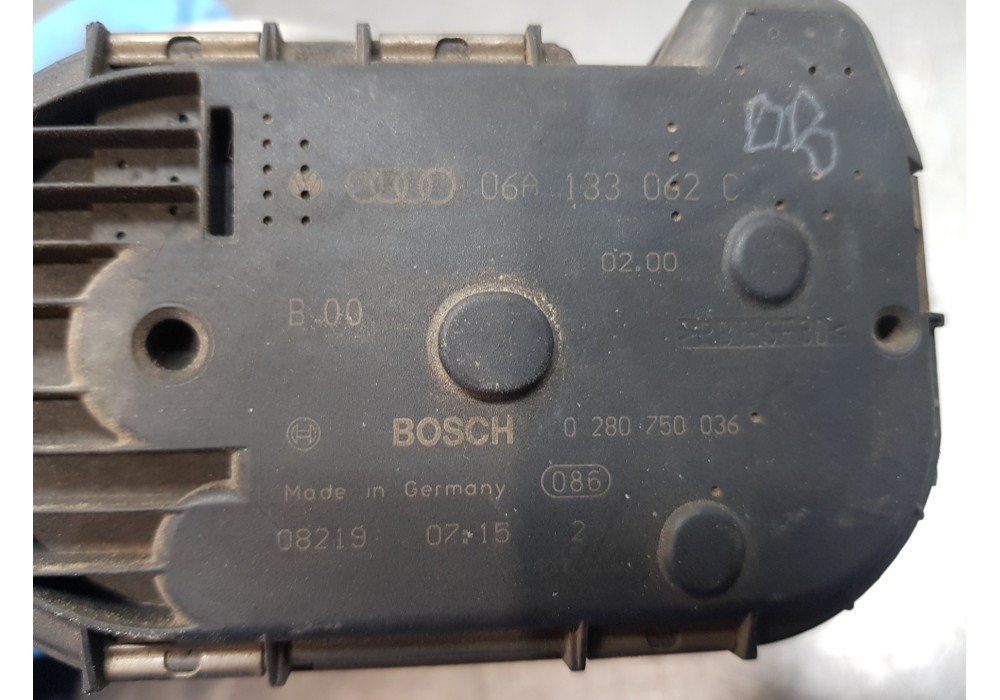 06A 133 062 C
02.00
B 00
BOSCH 0 280 750 036
Made in Germany 086
08219 07:15 2